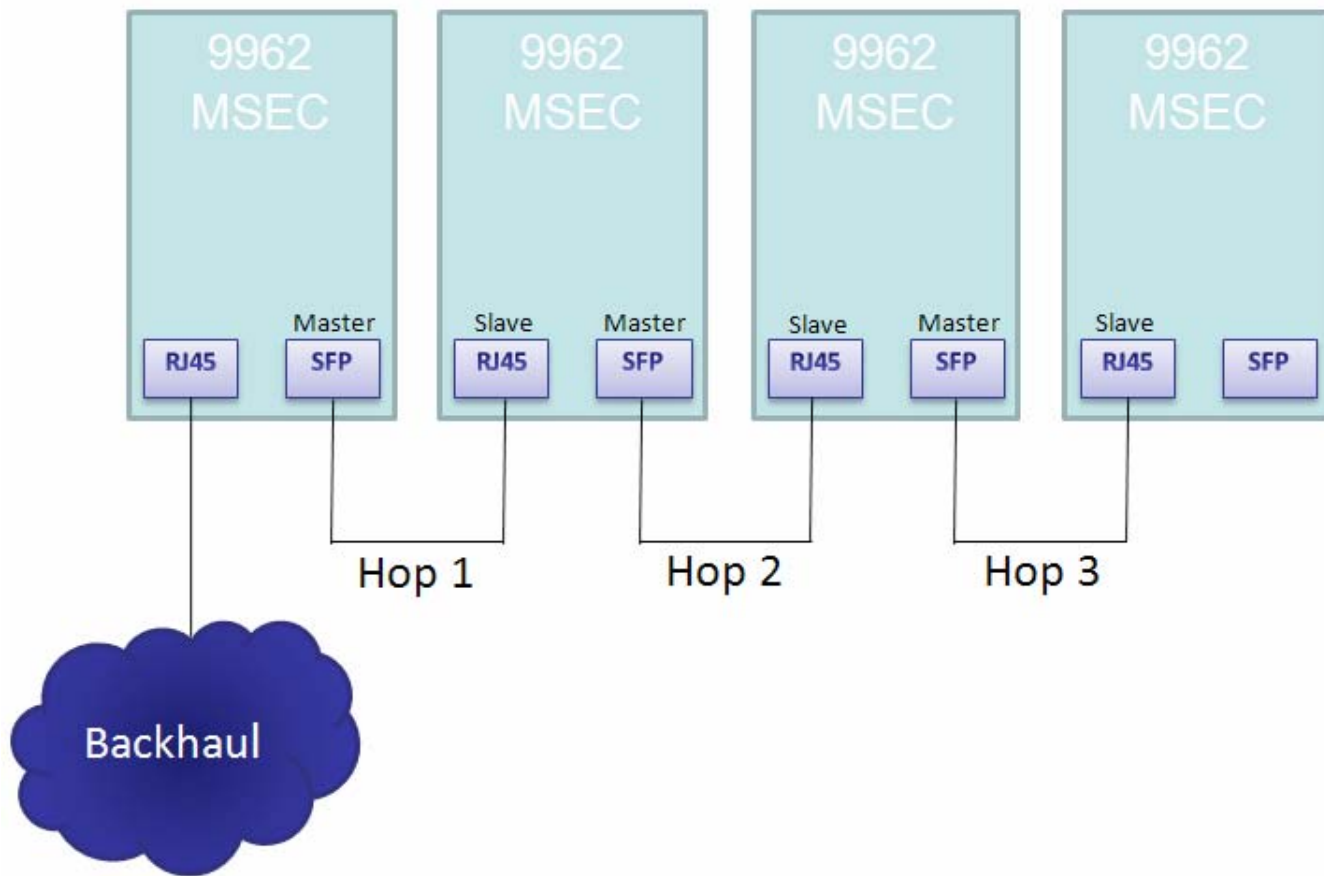 9962
MSEC
9962
MSEC
9962
MSEC
9962
MSEC
Master
Slave
Master
Slave
Master
Slave
RJ45
SFP
RJ45
SFP
RJ45
SFP
RJ45
SFP
Hop 1
Hop 2
Hop 3
Backhaul